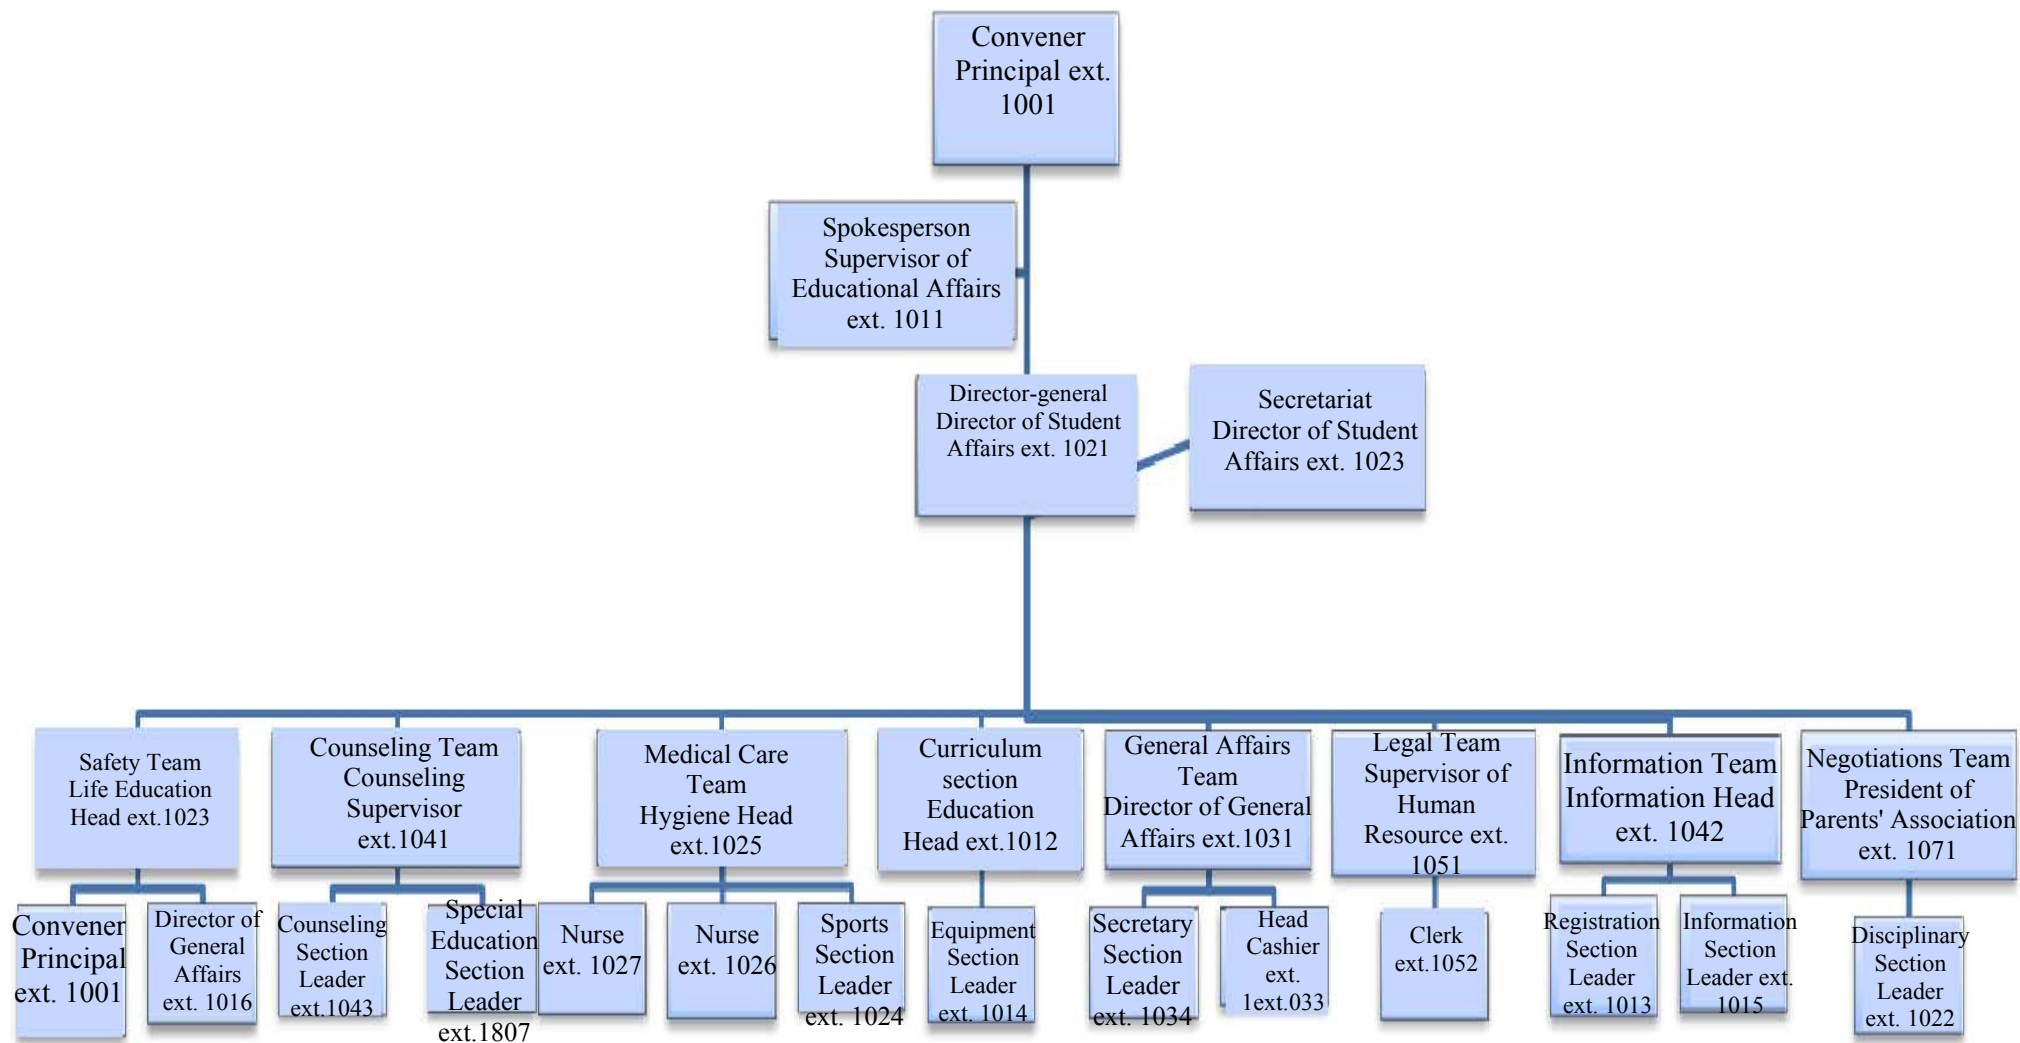 Convener
Principal ext.
1001
Spokesperson
Supervisor of
Educational Affairs
ext. 1011
Director-general
Director of Student
Affairs ext. 1021
Secretariat
Director of Student
Affairs ext. 1023
Safety Team
Life Education
Head ext.1023
Counseling Team
Counseling
Supervisor
ext.1041
Medical Care
Team
Hygiene Head
ext.1025
Curriculum
section
Education
Head ext.1012
General Affairs
Team
Director of General
Affairs ext.1031
Legal Team
Supervisor of
Human
Resource ext.
1051
Information Team
Information Head
ext. 1042
Negotiations Team
President of
Parents' Association
ext. 1071
Convener
Principal
ext. 1001
Director of
General
Affairs
ext. 1016
Counseling
Section
Leader
ext.1043
Special
Education
Section
Leader
ext.1807
Nurse
ext. 1027
Nurse
ext. 1026
Sports
Section
Leader
ext. 1024
Equipment
Section
Leader
ext. 1014
Secretary
Section
Leader
ext. 1034
Head
Cashier
ext.
1ext.033
Clerk
ext.1052
Registration
Section
Leader
ext. 1013
Information
Section
Leader ext.
1015
Disciplinary
Section
Leader
ext. 1022